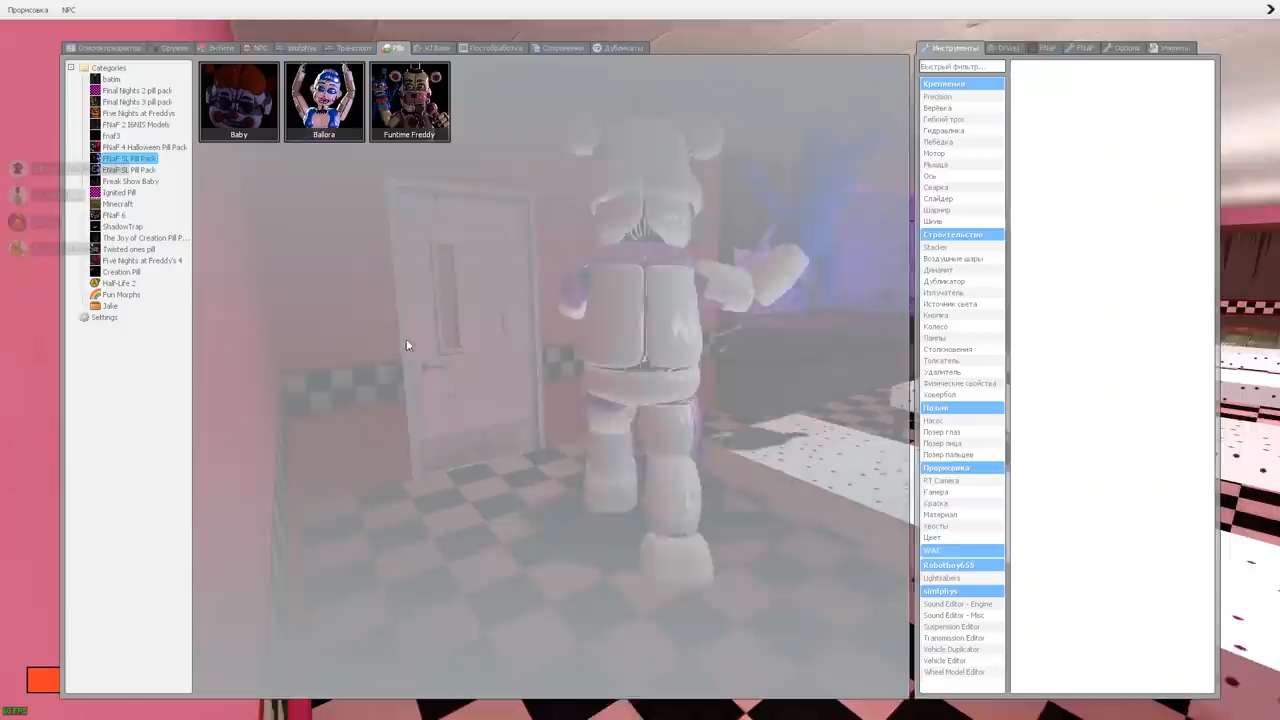 Прорисовка NPC
Список предметов Оружие Энтити NPC simfphys Транспорт Pills Постобработка Сохранения Дубликаты
Инструменты FNaF Options Утилиты
Categories
batim
Final Nights 2 pill pack
Final Nights 3 pill pack
Five Nights at Freddys
FNaF 2 IGNIS Models
fnaf3
FNaF 4 Halloween Pill Pack
FNaF SL Pill Pack
FNaF SL Pill Pack
Freak Show Baby
Ignited Pill
Minecraft
FNaF 6
ShadowTrap
The Joy of Creation Pill P...
Twisted ones pill
Five Nights at Freddy's 4
Creation Pill
Half-Life 2
Fun Morphs
Jake
Settings
Baby
Ballora
Funtime Freddy
Быстрый фильтр...
Крепления
Precision
Верёвка
Гибкий трос
Гидравлика
Лебёдка
Мотор
Мышца
Ось
Сварка
Слайдер
Шарнир
Шкив
Строительство
Stacker
Воздушные шары
Динамит
Дубликатор
Излучатель
Источник света
Кнопка
Колесо
Лампы
Столкновения
Толкатель
Удалитель
Физические свойства
Ховербол
Позинг
Насос
Позер глаз
Позер лица
Позер пальцев
Прорисовка
RT Camera
Камера
Краска
Материал
Хвосты
Цвет
WAC
Robotboy655
Lightsabers
simfphys
Sound Editor - Engine
Sound Editor - Misc
Suspension Editor
Transmission Editor
Vehicle Duplicator
Vehicle Editor
Wheel Model Editor